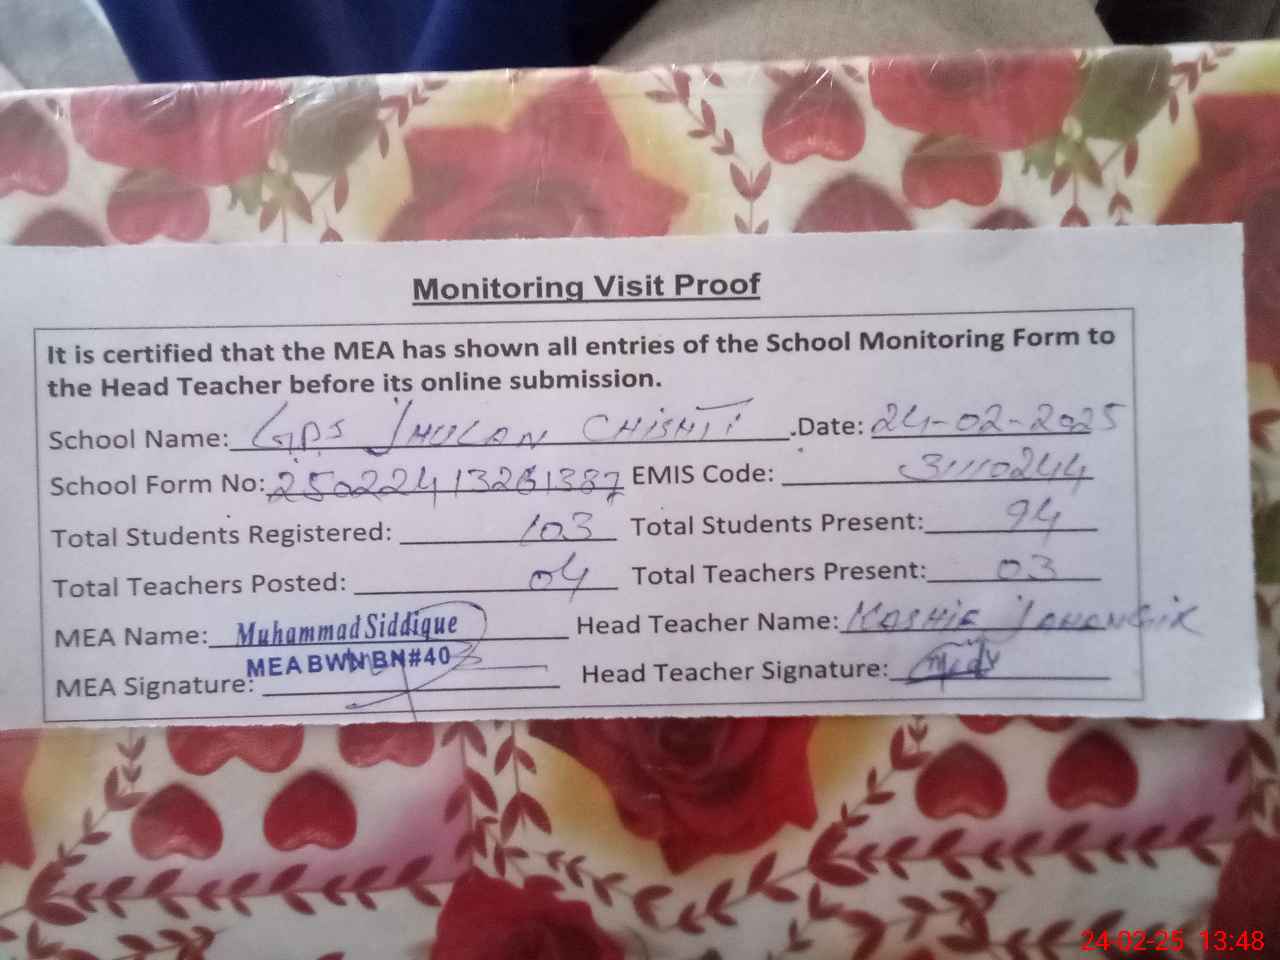 Monitoring Visit Proof
It is certified that the MEA has shown all entries of the School Monitoring Form to
the Head Teacher before its online submission.
School Name: GPS JHULAN CHISHTI .Date: 24-02-2025
School Form No: 25022413261387 EMIS Code: 31110244
Total Students Registered: 103 Total Students Present: 94
Total Teachers Posted: 04 Total Teachers Present: 03
MEA Name: Muhammad Siddique Head Teacher Name: KASHIF JAHANGIR
MEA BWN BN#40
MEA Signature: Head Teacher Signature:
24-02-25 13:48